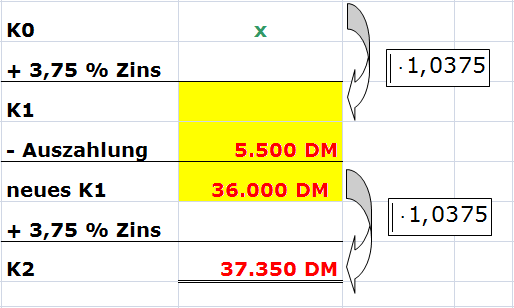 K0 x
+ 3,75 % Zins
·1,0375
K1
- Auszahlung 5.500 DM
neues K1 36.000 DM
·1,0375
+ 3,75 % Zins
K2 37.350 DM